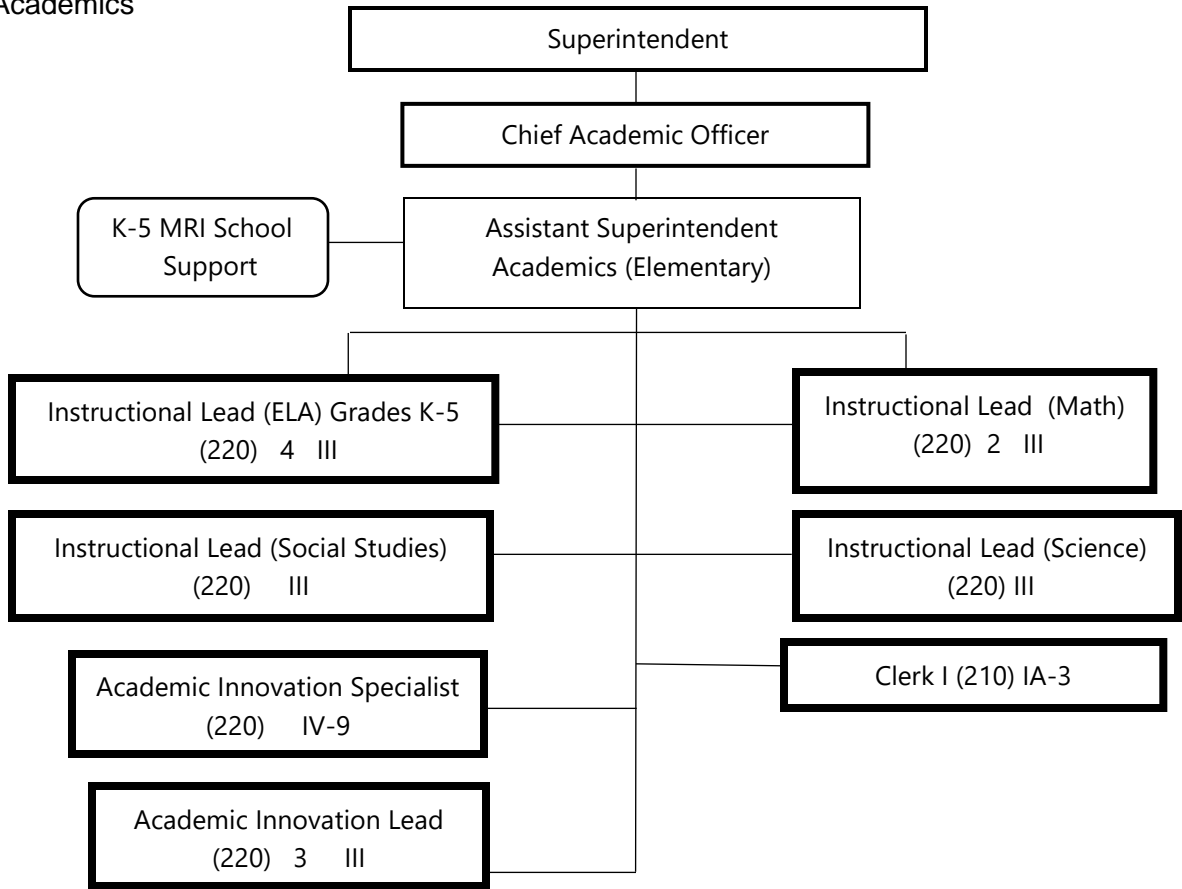 Academics
Superintendent
Chief Academic Officer
K-5 MRI School
Support
Assistant Superintendent
Academics (Elementary)
Instructional Lead (ELA) Grades K-5
(220) 4 III
Instructional Lead (Math)
(220) 2 III
Instructional Lead (Social Studies)
(220) III
Instructional Lead (Science)
(220) III
Academic Innovation Specialist
(220) IV-9
Clerk I (210) IA-3
Academic Innovation Lead
(220) 3 III